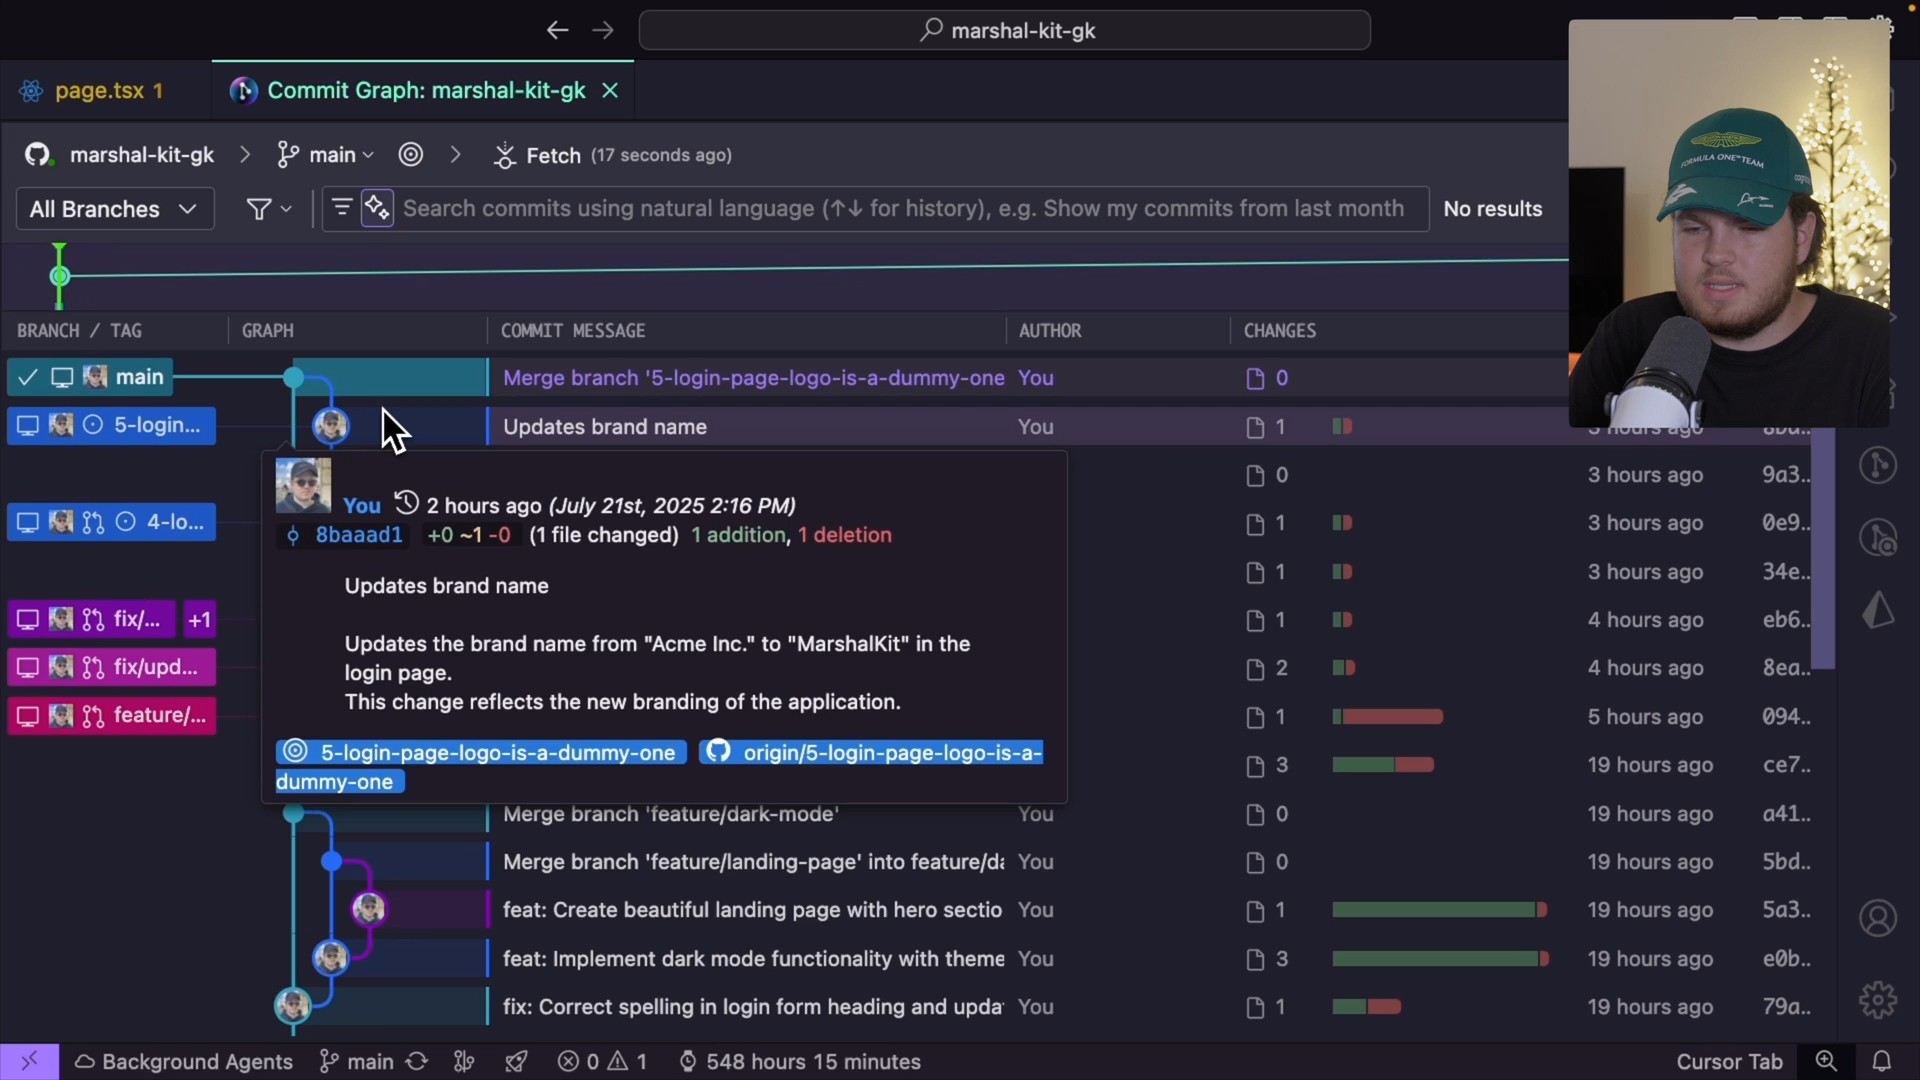 marshal-kit-gk
page.tsx 1
Commit Graph: marshal-kit-gk
marshal-kit-gk
main
Fetch (17 seconds ago)
All Branches
Search commits using natural language (↑↓ for history), e.g. Show my commits from last month
No results
FORMULA ONE™ TEAM
BRANCH / TAG
GRAPH
COMMIT MESSAGE
AUTHOR
CHANGES
main
Merge branch '5-login-page-logo-is-a-dummy-one
You
0
5-login...
Updates brand name
You
1
3 hours ago
8ba..
0
3 hours ago
9a3..
4-lo...
1
3 hours ago
0e9..
1
3 hours ago
34e..
fix/...
+1
1
4 hours ago
eb6..
fix/upd...
2
4 hours ago
8ea..
feature/...
1
5 hours ago
094..
3
19 hours ago
ce7..
You 2 hours ago (July 21st, 2025 2:16 PM)
8baaad1 +0 ~1 -0 (1 file changed) 1 addition, 1 deletion
Updates brand name
Updates the brand name from "Acme Inc." to "MarshalKit" in the
login page.
This change reflects the new branding of the application.
5-login-page-logo-is-a-dummy-one origin/5-login-page-logo-is-a-
dummy-one
Merge branch 'feature/dark-mode'
You
0
19 hours ago
a41..
Merge branch 'feature/landing-page' into feature/da
You
0
19 hours ago
5bd..
feat: Create beautiful landing page with hero sectio
You
1
19 hours ago
5a3..
feat: Implement dark mode functionality with theme
You
3
19 hours ago
e0b..
fix: Correct spelling in login form heading and upda
You
1
19 hours ago
79a..
Background Agents
main
0
1
548 hours 15 minutes
Cursor Tab